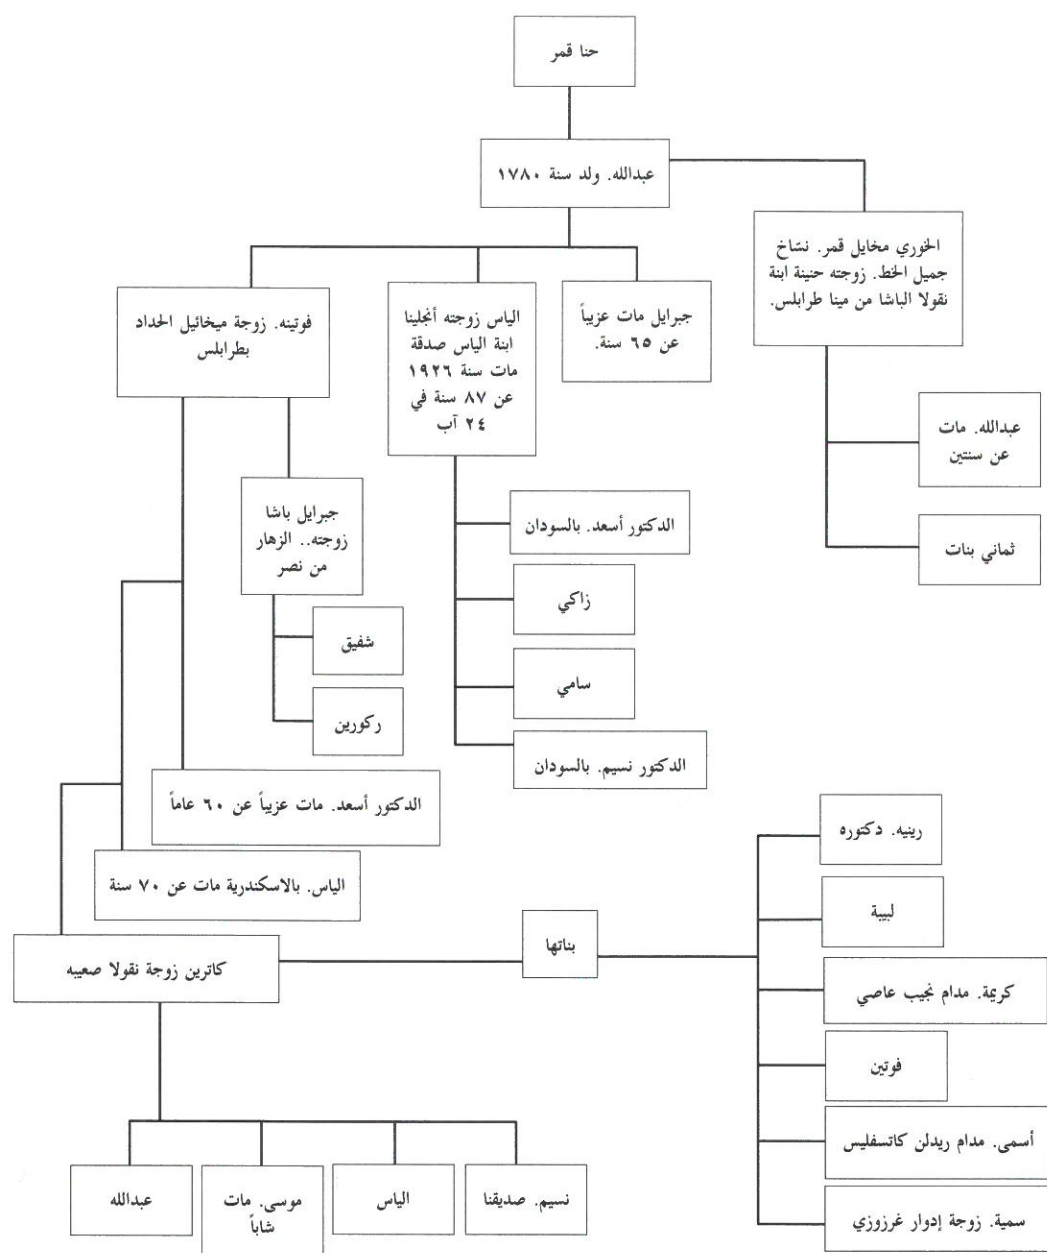 حنا قمر
عبدالله. ولد سنة ١٧٨٠
الخوري مخايل قمر. نسّاخ
جميل الخط. زوجته حنينة ابنة
نقولا الباشا من مينا طرابلس.
جبرايل مات عزيباً
عن ٦٥ سنة.
الياس زوجته أنجلينا
ابنة الياس صدقة
مات سنة ١٩٢٦
عن ٨٧ سنة في
٢٤ آب
فوتينه. زوجة ميخائيل الحداد
بطرابلس
عبدالله. مات
عن سنتين
ثماني بنات
جبرايل باشا
زوجته.. الزهار
من نصر
الدكتور أسعد. بالسودان
زاكي
سامي
الدكتور نسيم. بالسودان
شفيق
ركورين
الدكتور أسعد. مات عزيباً عن ٦٠ عاماً
الياس. بالاسكندرية مات عن ٧٠ سنة
كاترين زوجة نقولا صعيبه
بناتها
رينيه. دكتوره
لبيبة
كريمة. مدام نجيب عاصي
فوتين
أسمى. مدام ريدلن كاتسفليس
سمية. زوجة إدوار غرزوزي
نسيم. صديقنا
الياس
موسى. مات
شاباً
عبدالله